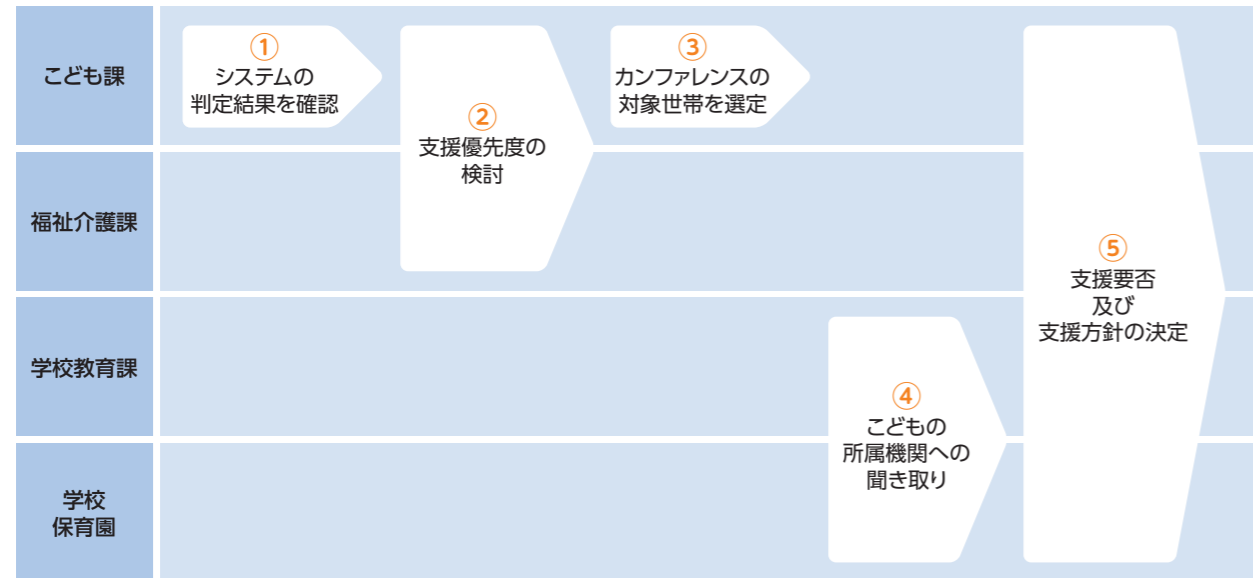 こども課
①
システムの
判定結果を確認
②
支援優先度の
検討
③
カンファレンスの
対象世帯を選定
福祉介護課
⑤
支援要否
及び
支援方針の決定
学校教育課
④
こどもの
所属機関への
聞き取り
学校
保育園